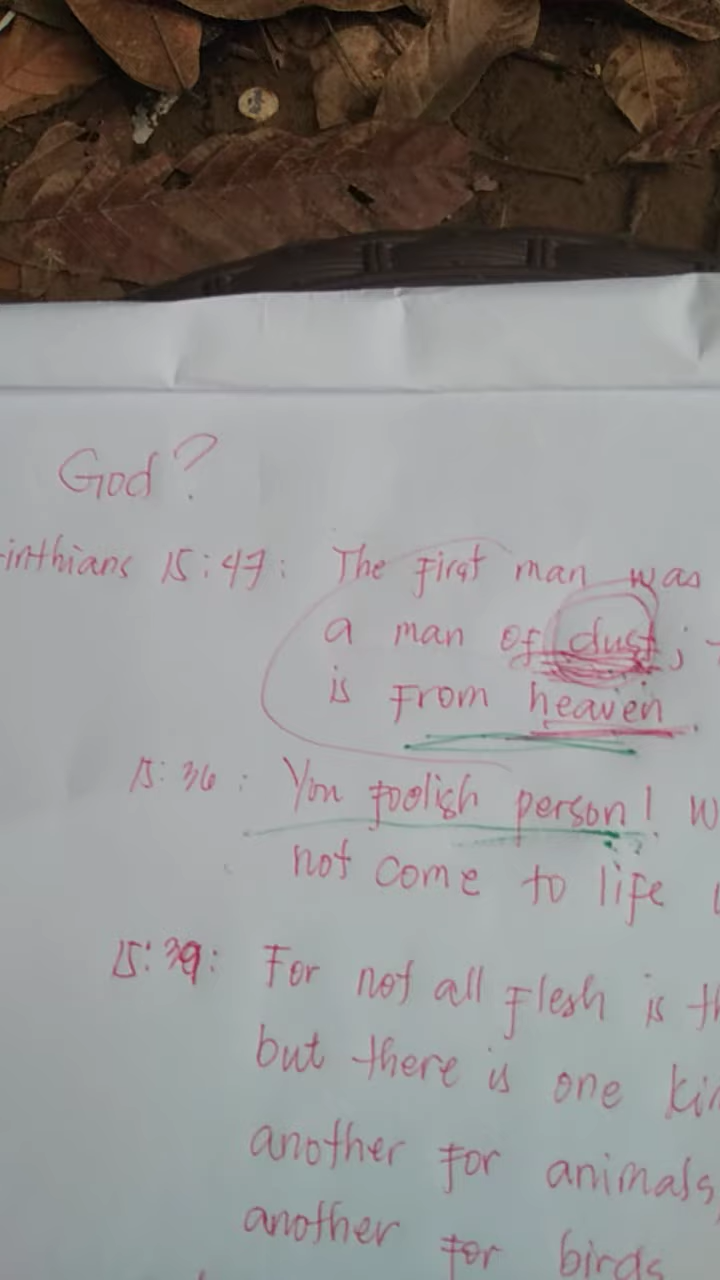 God?
inthians 15:47: The First man was
a man of dust;
is From heaven.
15:36: You foolish person! W
not come to life
15:39: For not all Flesh is th
but there is one kin
another for animals,
another for birds